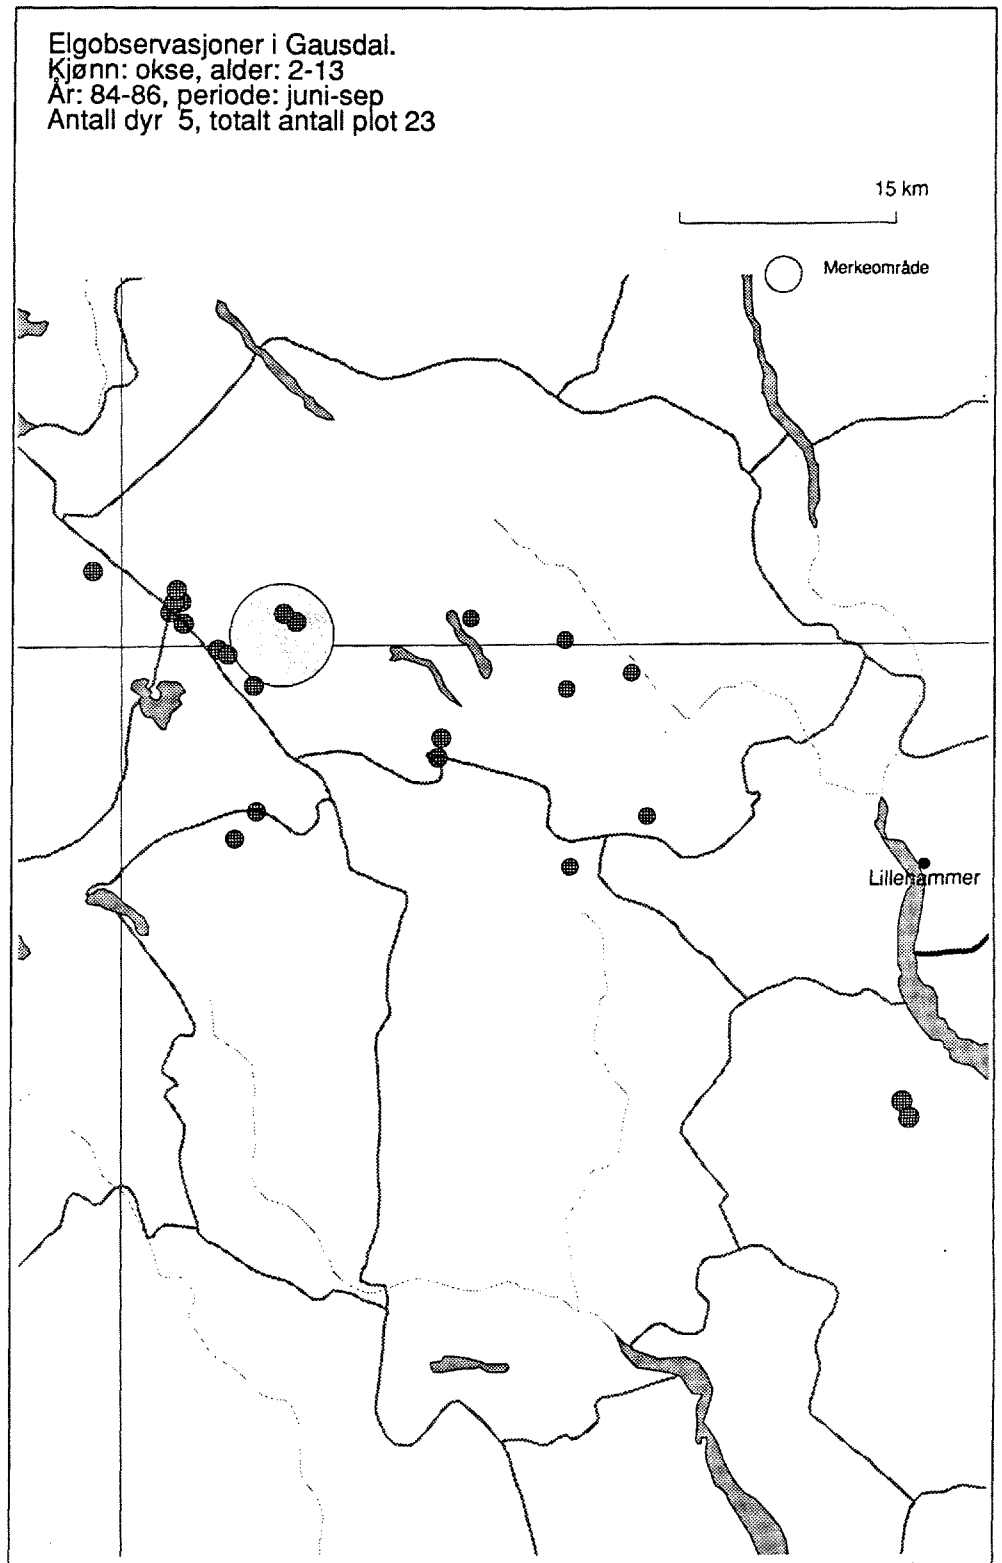 Elgobservasjoner i Gausdal.
Kjønn: okse, alder: 2-13
År: 84-86, periode: juni-sep
Antall dyr 5, totalt antall plot 23
15 km
Merkeområde
Lillehammer